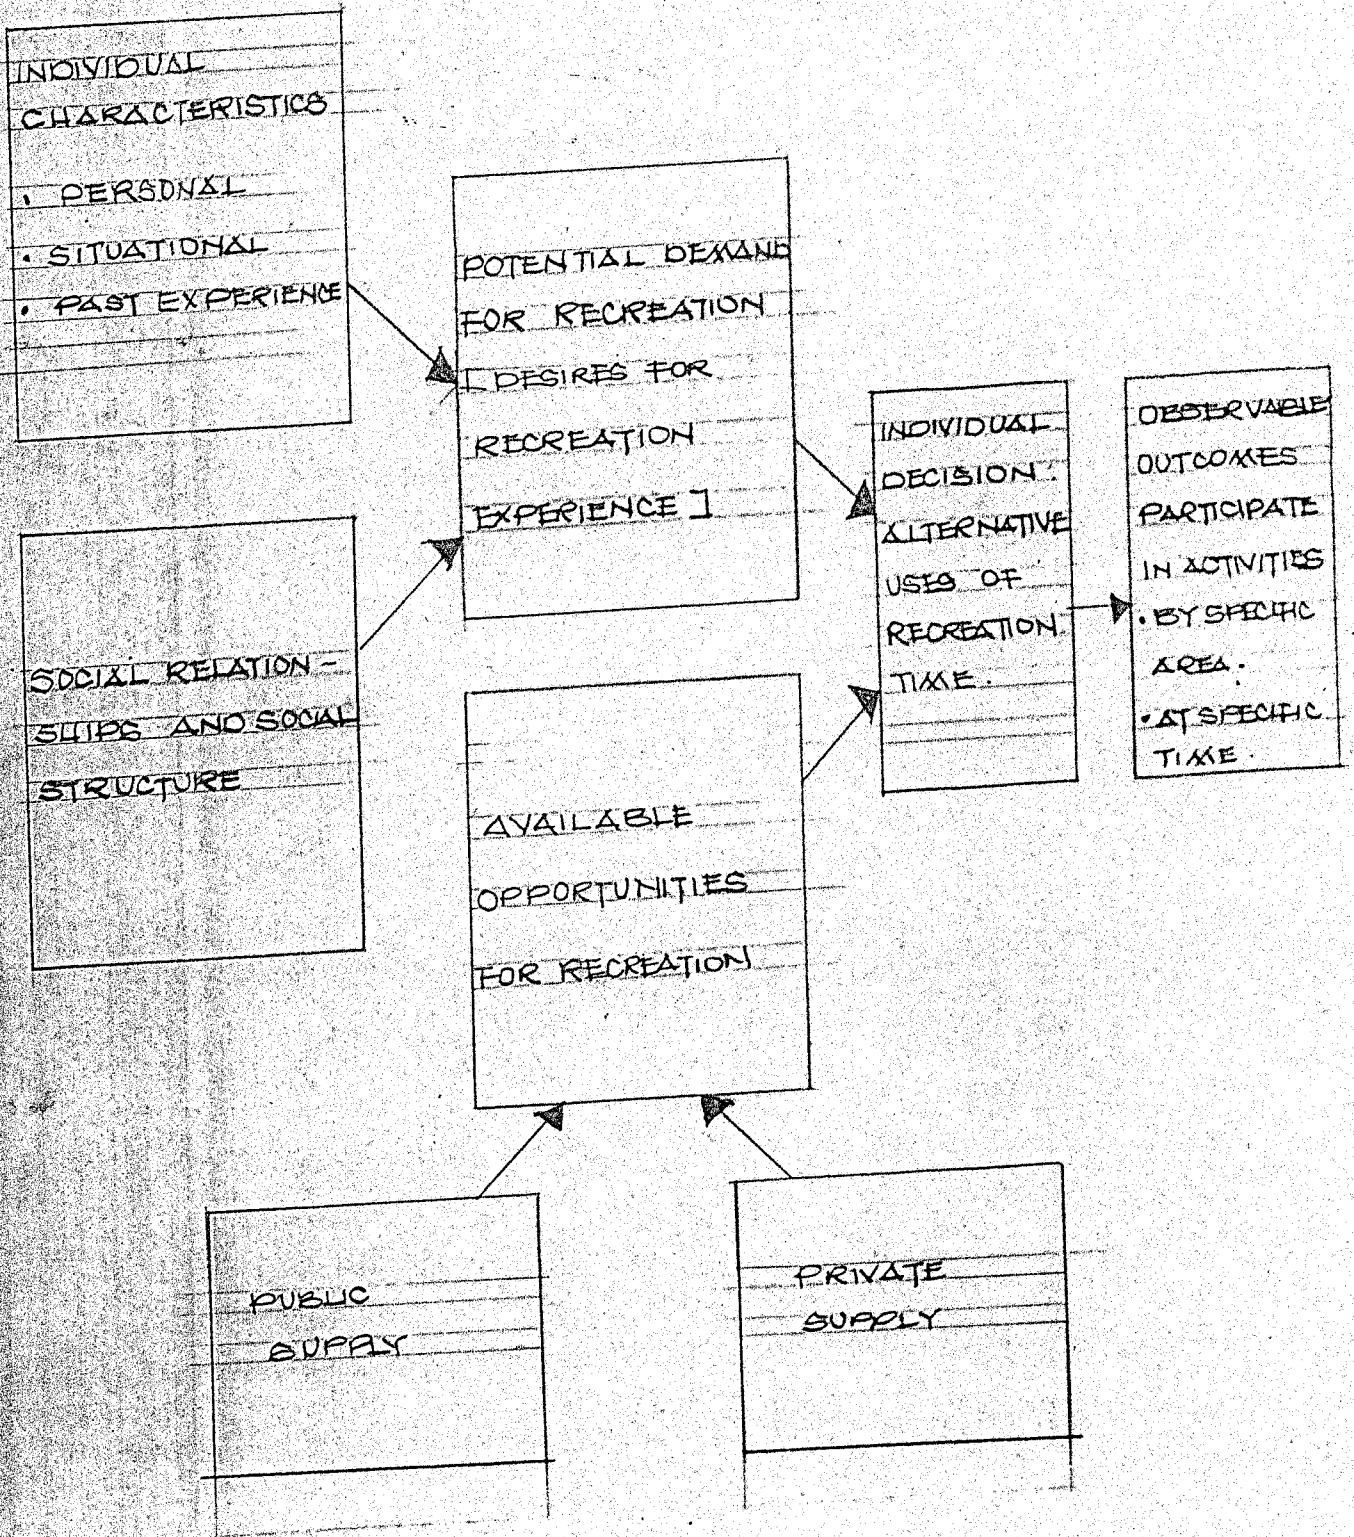 INDIVIDUAL
CHARACTERISTICS
• PERSONAL
• SITUATIONAL
• PAST EXPERIENCE
SOCIAL RELATION-
SHIPS AND SOCIAL
STRUCTURE
POTENTIAL DEMAND
FOR RECREATION
[DESIRES FOR
RECREATION
EXPERIENCE]
AVAILABLE
OPPORTUNITIES
FOR RECREATION
PUBLIC
SUPPLY
PRIVATE
SUPPLY
INDIVIDUAL
DECISION:
ALTERNATIVE
USES OF
RECREATION
TIME.
OBSERVABLE
OUTCOMES
PARTICIPATE
IN ACTIVITIES
• BY SPECIFIC
AREA.
• AT SPECIFIC
TIME.